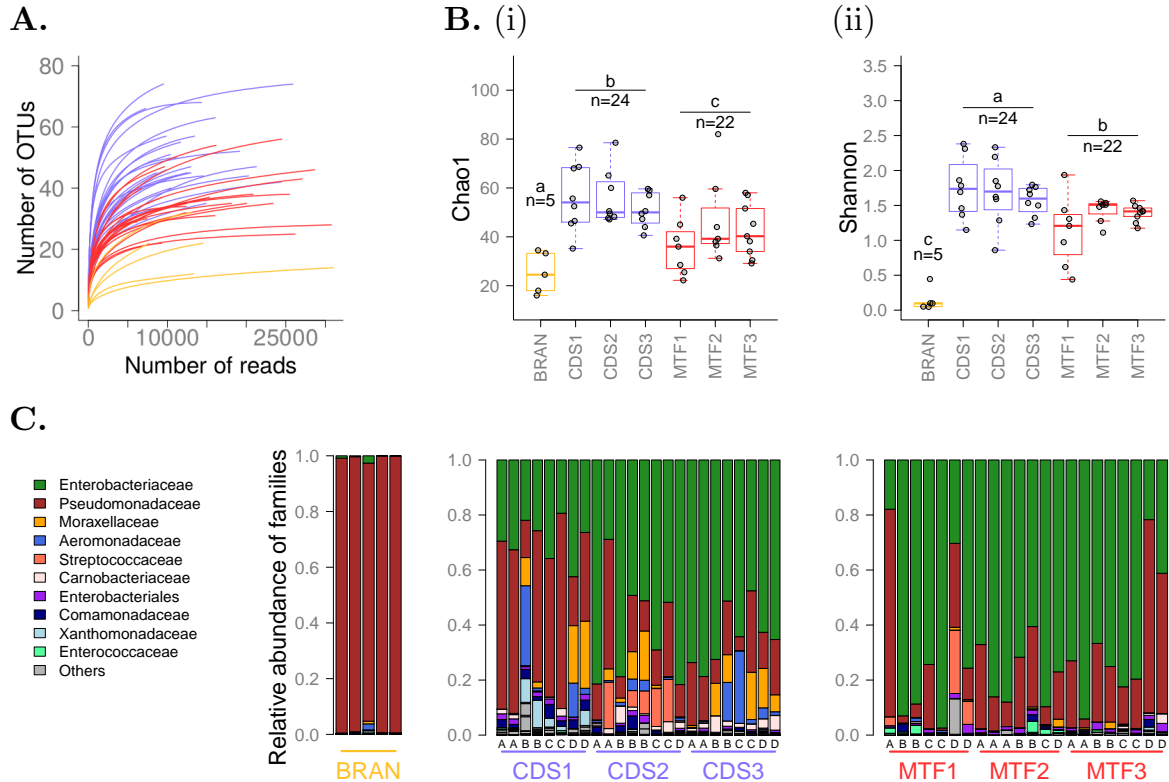 A.
B. (i)
(ii)
80
60
40
20
0
Number of OTUs
0
10000
25000
Number of reads
100
80
60
40
20
Chao1
a
n=5
b
n=24
c
n=22
BRAN
CDS1
CDS2
CDS3
MTF1
MTF2
MTF3
3.5
3.0
2.5
2.0
1.5
1.0
0.5
0.0
Shannon
c
n=5
a
n=24
b
n=22
BRAN
CDS1
CDS2
CDS3
MTF1
MTF2
MTF3
C.
Enterobacteriaceae
Pseudomonadaceae
Moraxellaceae
Aeromonadaceae
Streptococcaceae
Carnobacteriaceae
Enterobacteriales
Comamonadaceae
Xanthomonadaceae
Enterococcaceae
Others
Relative abundance of families
1.0
0.8
0.6
0.4
0.2
0.0
BRAN
1.0
0.8
0.6
0.4
0.2
0.0
A A B B C C D D A A B B C C D A A B B C C D D
CDS1 CDS2 CDS3
1.0
0.8
0.6
0.4
0.2
0.0
A B B C C D D A A B B C C D A A B B C C D D
MTF1 MTF2 MTF3